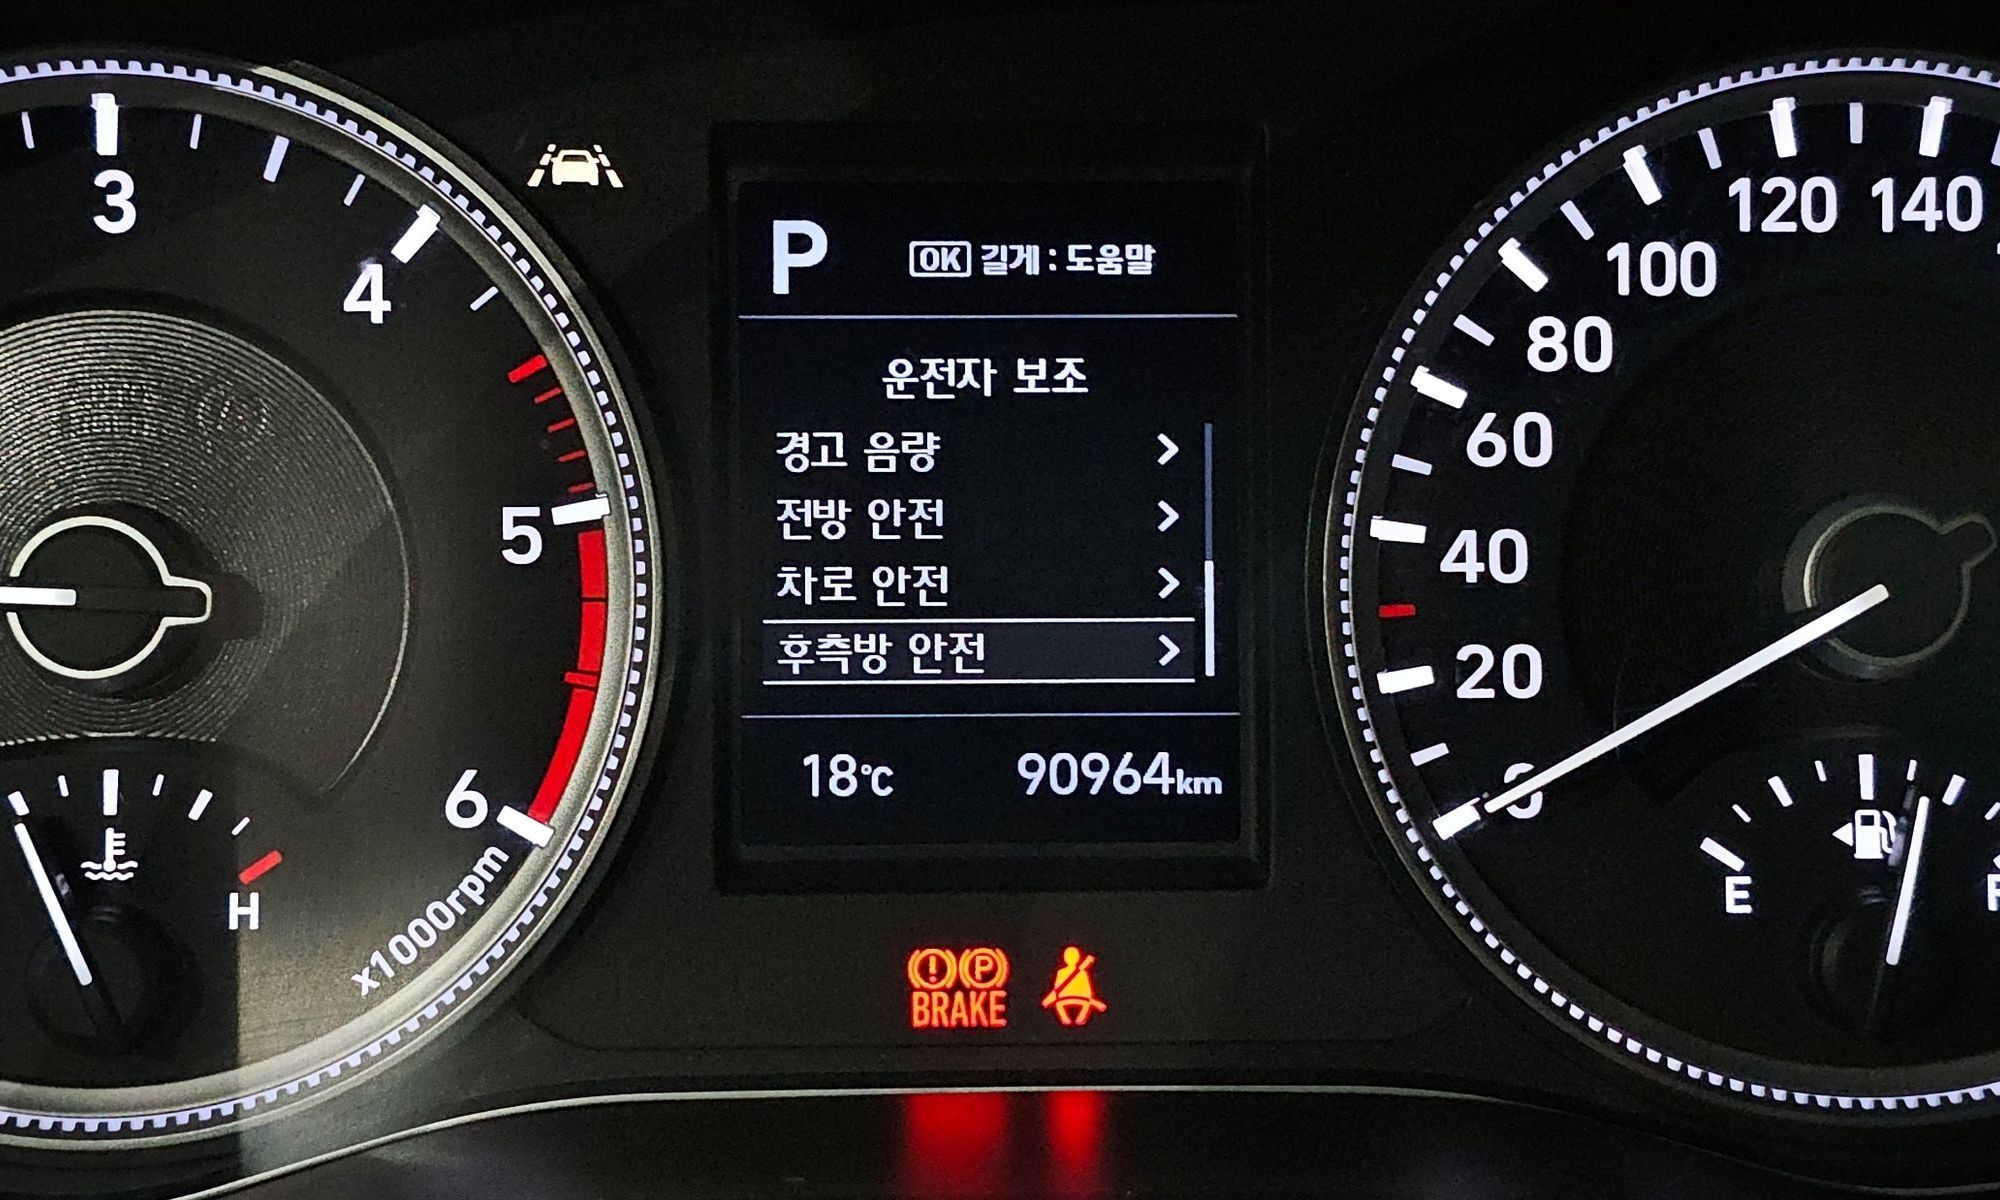 3
4
5
6
x1000rpm
H
P OK 길게 : 도움말
운전자 보조
경고 음량
전방 안전
차로 안전
후측방 안전
18°C 90964km
BRAKE
P
140
120
100
80
60
40
20
0
E